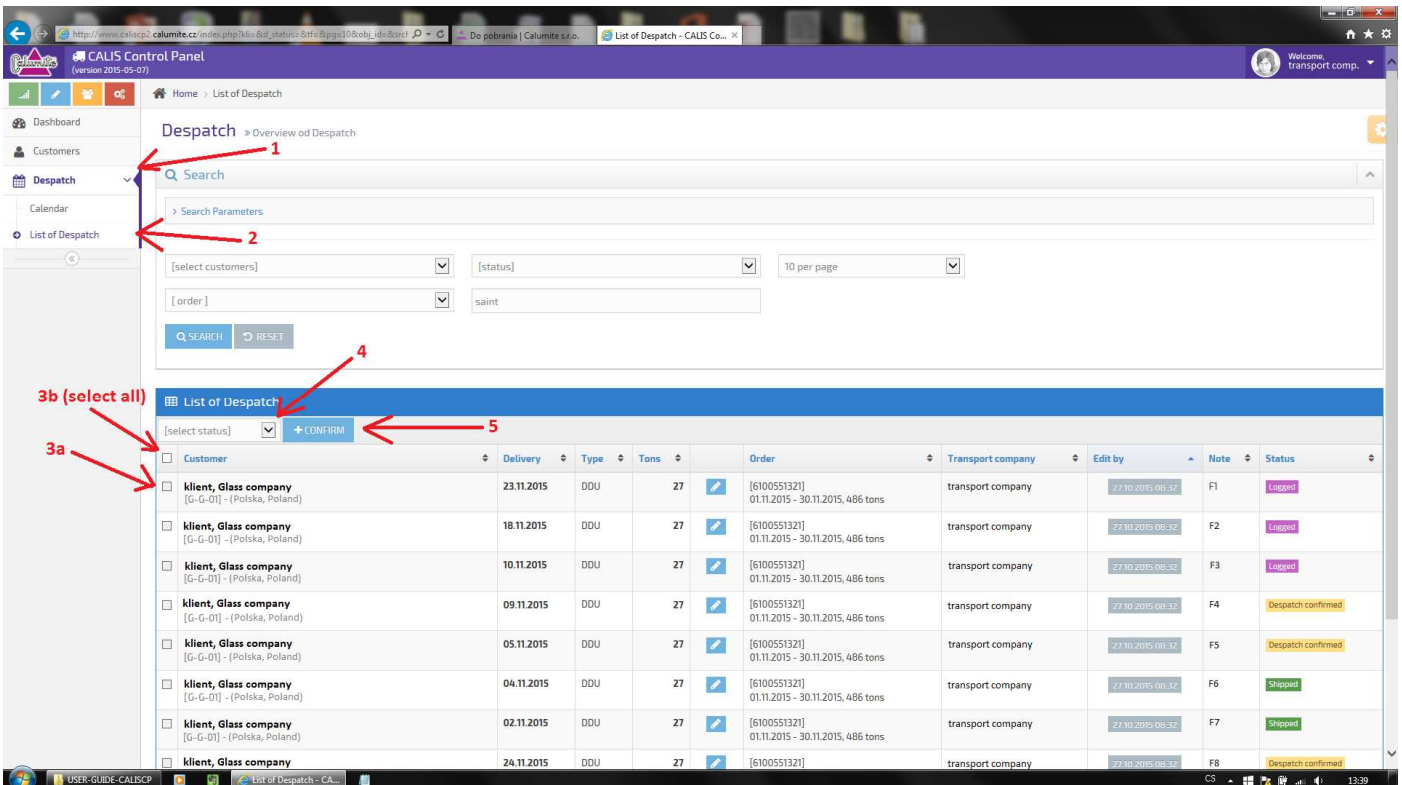 http://www.caliscp2.calumite.cz/index.php?klis=&d_status=&tfs=&pg=10&obj_id=&srch
Do pobrania | Calumite s.r.o.
List of Despatch - CALIS Co...
Calumite
CALIS Control Panel
(version 2015-05-07)
Welcome,
transport comp.
Home > List of Despatch
Dashboard
Customers
Despatch
Calendar
List of Despatch
Despatch » Overview od Despatch
1
2
Search
> Search Parameters
[select customers] [status] 10 per page
[ order ] saint
SEARCH RESET
4
3b (select all)
3a
5
List of Despatch
[select status] + CONFIRM
Customer Delivery Type Tons Order Transport company Edit by Note Status
klient, Glass company 23.11.2015 DDU 27 [6100551321] transport company 27.10.2015 08:32 F1 Logged
[G-G-01] - (Polska, Poland) 01.11.2015 - 30.11.2015, 486 tons
klient, Glass company 18.11.2015 DDU 27 [6100551321] transport company 27.10.2015 08:32 F2 Logged
[G-G-01] - (Polska, Poland) 01.11.2015 - 30.11.2015, 486 tons
klient, Glass company 10.11.2015 DDU 27 [6100551321] transport company 27.10.2015 08:32 F3 Logged
[G-G-01] - (Polska, Poland) 01.11.2015 - 30.11.2015, 486 tons
klient, Glass company 09.11.2015 DDU 27 [6100551321] transport company 27.10.2015 08:32 F4 Despatch confirmed
[G-G-01] - (Polska, Poland) 01.11.2015 - 30.11.2015, 486 tons
klient, Glass company 05.11.2015 DDU 27 [6100551321] transport company 27.10.2015 08:32 F5 Despatch confirmed
[G-G-01] - (Polska, Poland) 01.11.2015 - 30.11.2015, 486 tons
klient, Glass company 04.11.2015 DDU 27 [6100551321] transport company 27.10.2015 08:32 F6 Shipped
[G-G-01] - (Polska, Poland) 01.11.2015 - 30.11.2015, 486 tons
klient, Glass company 02.11.2015 DDU 27 [6100551321] transport company 27.10.2015 08:32 F7 Shipped
[G-G-01] - (Polska, Poland) 01.11.2015 - 30.11.2015, 486 tons
klient, Glass company 24.11.2015 DDU 27 [6100551321] transport company 27.10.2015 08:32 F8 Despatch confirmed
USER-GUIDE-CALISCP
List of Despatch - CA...
CS 13:39